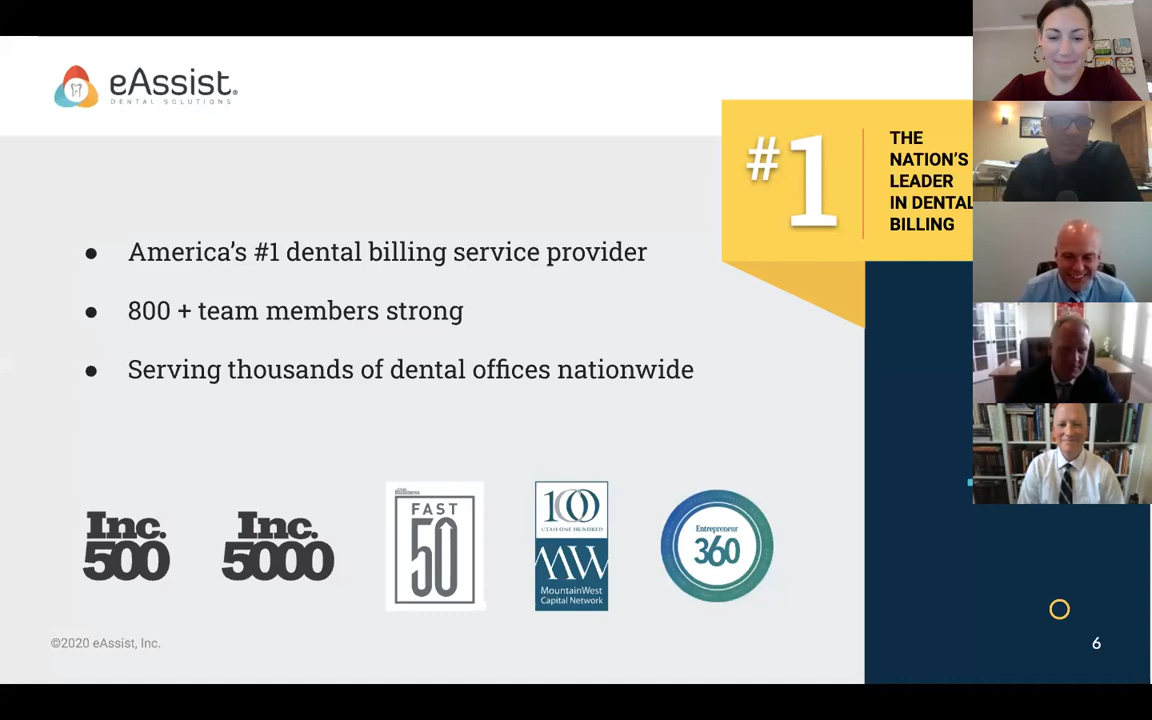 eAssist®
DENTAL SOLUTIONS
#1
THE
NATION'S
LEADER
IN DENTAL
BILLING
● America's #1 dental billing service provider
● 800 + team members strong
● Serving thousands of dental offices nationwide
Inc.
500
Inc.
5000
FAST
50
100
UTAH ONE HUNDRED
MW
MountainWest
Capital Network
Entrepreneur
360
©2020 eAssist, Inc.
6